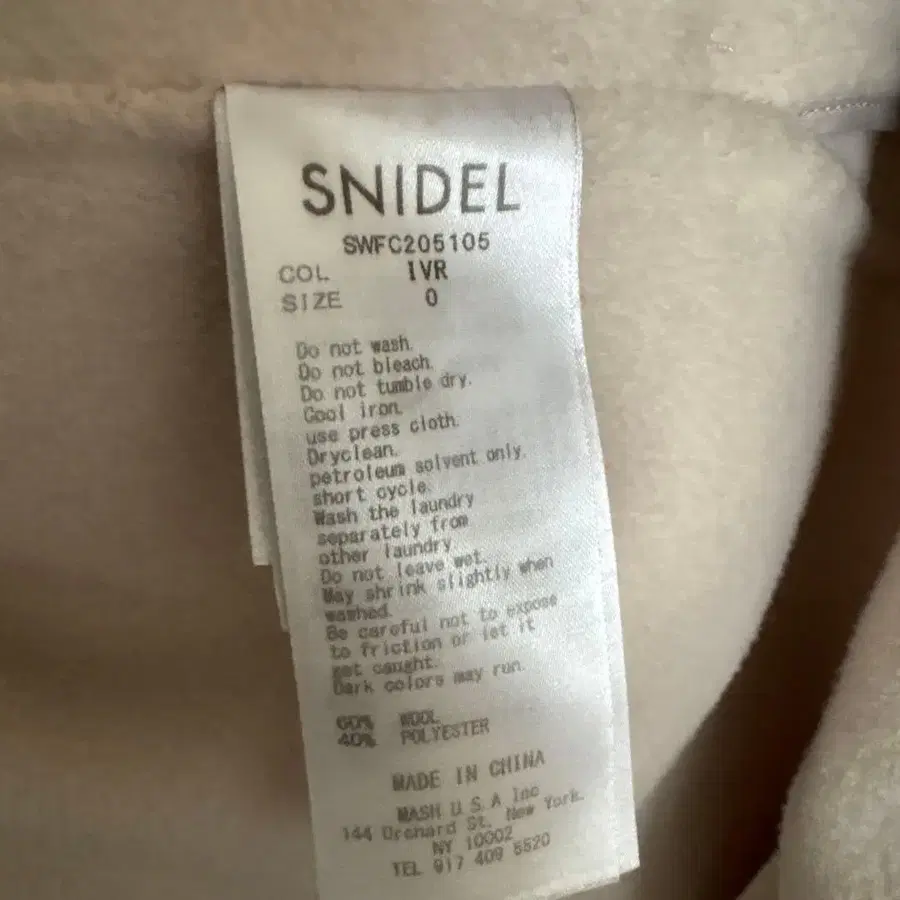 SNIDEL
SWFC205105
COL IVR
SIZE 0
Do not wash.
Do not bleach.
Do not tumble dry.
Cool iron.
use press cloth.
Dryclean.
petroleum solvent only.
short cycle.
Wash the laundry
separately from
other laundry
Do not leave wet.
May shrink slightly when
washed.
Be careful not to expose
to friction or let it
get caught.
Dark colors may run.
60% WOOL
40% POLYESTER
MADE IN CHINA
MASH U.S.A Inc
144 Orchard St. New York.
NY 10002
TEL 917 409 5520